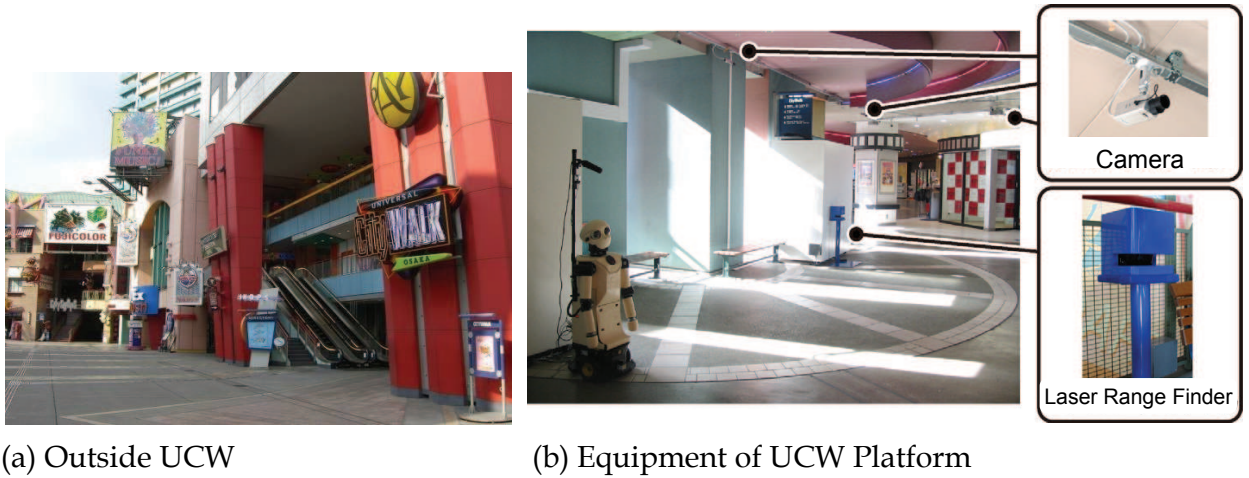 FUJICOLOR
UNIVERSAL
CityWALK
OSAKA
Camera
Laser Range Finder
(a) Outside UCW
(b) Equipment of UCW Platform